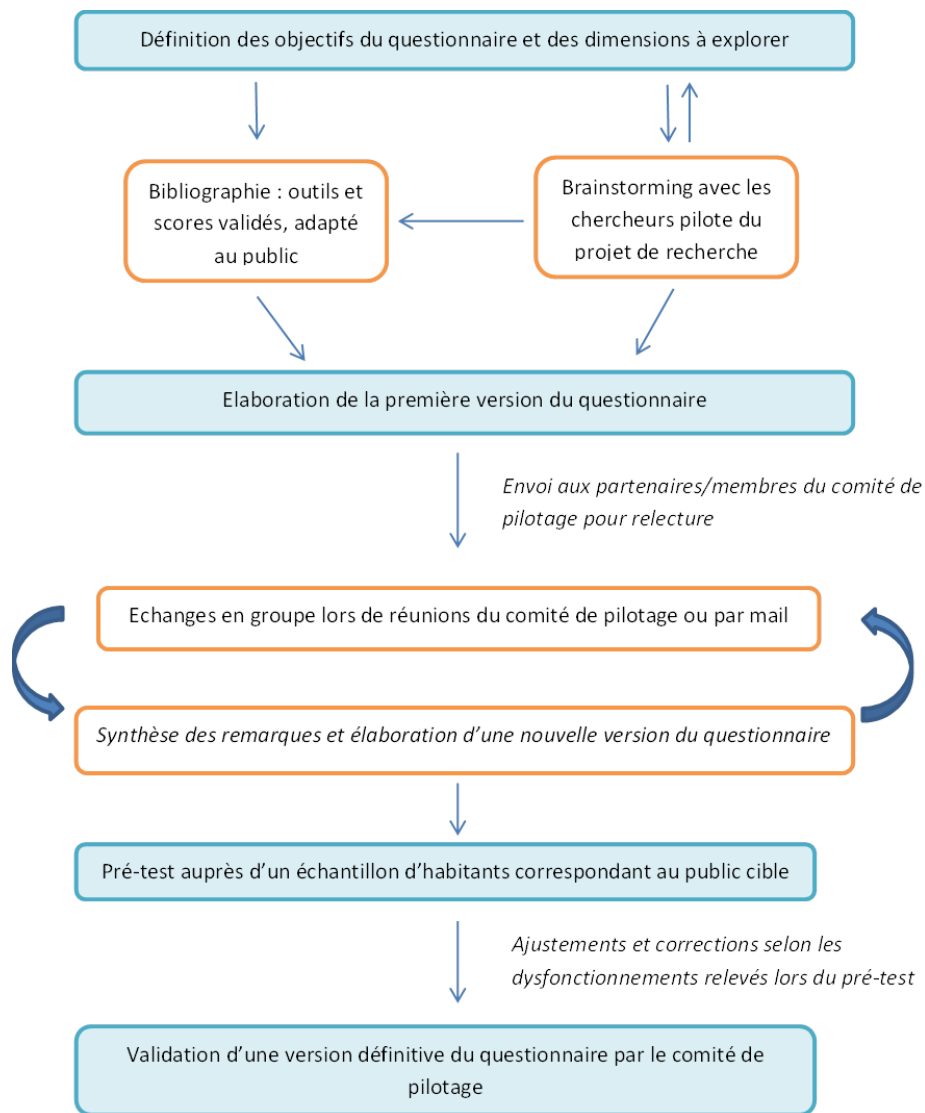 Définition des objectifs du questionnaire et des dimensions à explorer
Bibliographie : outils et
scores validés, adapté
au public
Brainstorming avec les
chercheurs pilote du
projet de recherche
Elaboration de la première version du questionnaire
Envoi aux partenaires/membres du comité de
pilotage pour relecture
Echanges en groupe lors de réunions du comité de pilotage ou par mail
Synthèse des remarques et élaboration d’une nouvelle version du questionnaire
Pré-test auprès d’un échantillon d’habitants correspondant au public cible
Ajustements et corrections selon les
dysfonctionnements relevés lors du pré-test
Validation d’une version définitive du questionnaire par le comité de
pilotage